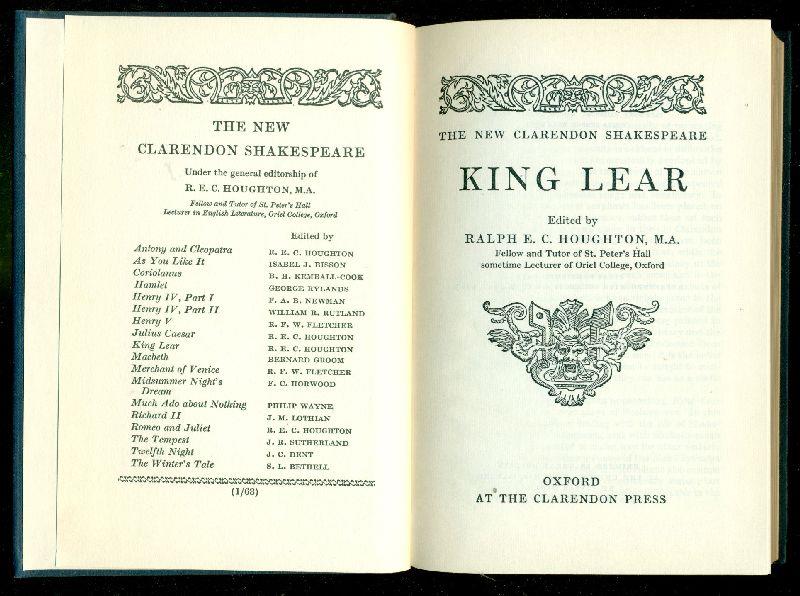 THE NEW
CLARENDON SHAKESPEARE
Under the general editorship of
R. E. C. HOUGHTON, M.A.
Fellow and Tutor of St. Peter's Hall
Lecturer in English Literature, Oriel College, Oxford
Edited by
Antony and Cleopatra R. E. C. HOUGHTON
As You Like It ISABEL J. BISSON
Coriolanus B. H. KEMBALL-COOK
Hamlet GEORGE RYLANDS
Henry IV, Part I F. A. B. NEWMAN
Henry IV, Part II WILLIAM R. RUTLAND
Henry V R. F. W. FLETCHER
Julius Caesar R. E. C. HOUGHTON
King Lear R. E. C. HOUGHTON
Macbeth BERNARD GROOM
Merchant of Venice R. F. W. FLETCHER
Midsummer Night's
Dream F. C. HORWOOD
Much Ado about Nothing PHILIP WAYNE
Richard II J. M. LOTHIAN
Romeo and Juliet R. E. C. HOUGHTON
The Tempest J. R. SUTHERLAND
Twelfth Night J. C. DENT
The Winter's Tale S. L. BETHELL
(1/63)
THE NEW CLARENDON SHAKESPEARE
KING LEAR
Edited by
RALPH E. C. HOUGHTON, M.A.
Fellow and Tutor of St. Peter's Hall
sometime Lecturer of Oriel College, Oxford
OXFORD
AT THE CLARENDON PRESS